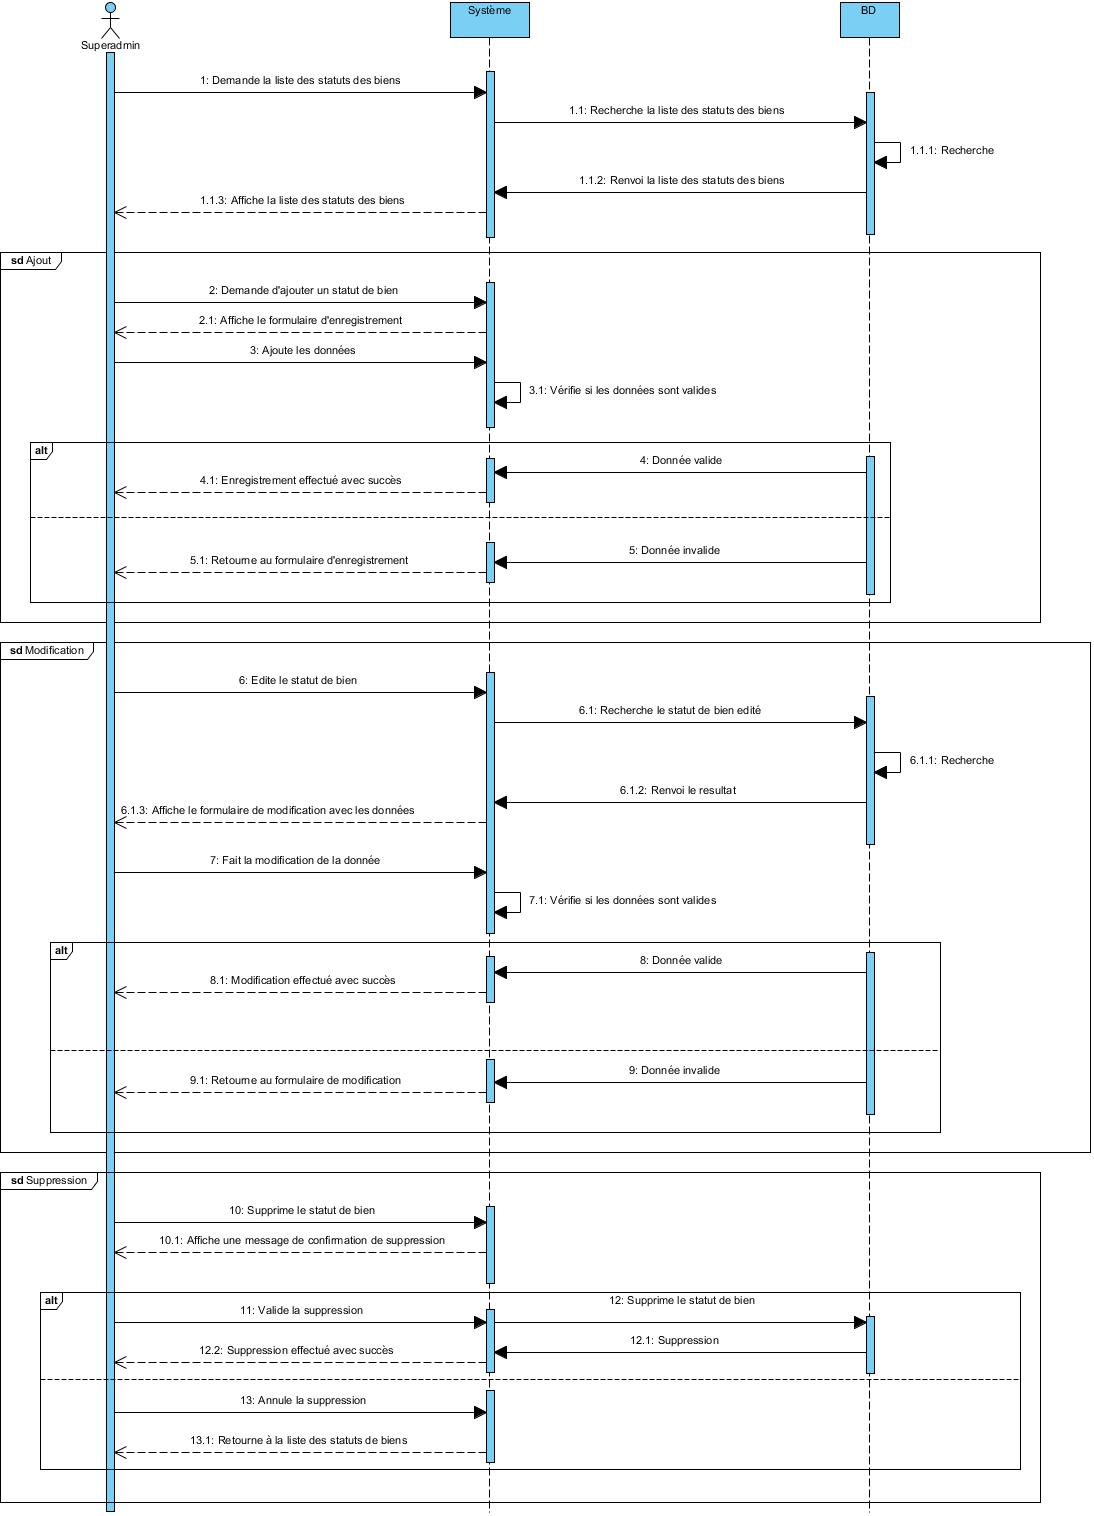 Superadmin
Système
BD
1: Demande la liste des statuts des biens
1.1: Recherche la liste des statuts des biens
1.1.1: Recherche
1.1.2: Renvoi la liste des statuts des biens
1.1.3: Affiche la liste des statuts des biens
sd Ajout
2: Demande d'ajouter un statut de bien
2.1: Affiche le formulaire d'enregistrement
3: Ajoute les données
3.1: Vérifie si les données sont valides
alt
4: Donnée valide
4.1: Enregistrement effectué avec succès
5: Donnée invalide
5.1: Retourne au formulaire d'enregistrement
sd Modification
6: Edite le statut de bien
6.1: Recherche le statut de bien edité
6.1.1: Recherche
6.1.2: Renvoi le resultat
6.1.3: Affiche le formulaire de modification avec les données
7: Fait la modification de la donnée
7.1: Vérifie si les données sont valides
alt
8: Donnée valide
8.1: Modification effectué avec succès
9: Donnée invalide
9.1: Retourne au formulaire de modification
sd Suppression
10: Supprime le statut de bien
10.1: Affiche une message de confirmation de suppression
alt
12: Supprime le statut de bien
11: Valide la suppression
12.1: Suppression
12.2: Suppression effectué avec succès
13: Annule la suppression
13.1: Retourne à la liste des statuts de biens